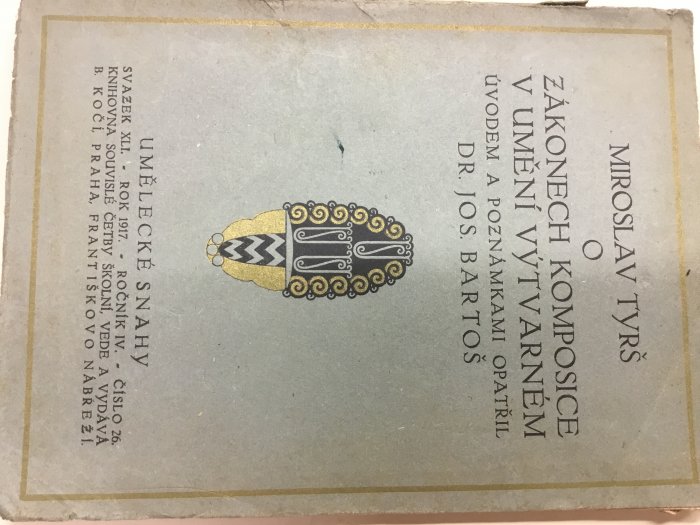 MIROSLAV TYRŠ
O
ZÁKONECH KOMPOSICE
V UMĚNÍ VÝTVARNÉM
ÚVODEM A POZNÁMKAMI OPATŘIL
DR. JOS. BARTOŠ
UMĚLECKÉ SNAHY
SVAZEK XLI. - ROK 1917. - ROČNÍK IV. - ČÍSLO 26.
KNIHOVNA SOUVISLÉ ČETBY ŠKOLNÍ, VEDE A VYDÁVÁ
B. KOČÍ, PRAHA, FRANTIŠKOVO NÁBREŽÍ.